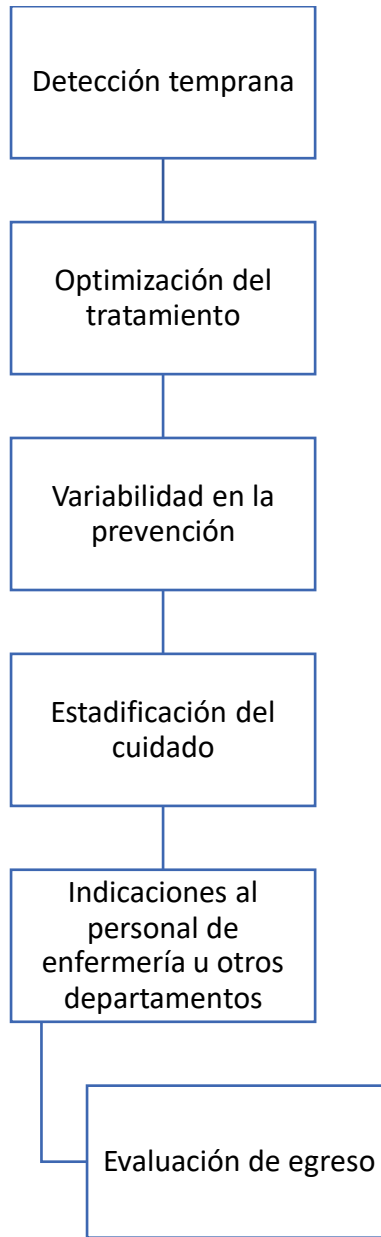 Detección temprana
Optimización del
tratamiento
Variabilidad en la
prevención
Estadificación del
cuidado
Indicaciones al
personal de
enfermería u otros
departamentos
Evaluación de egreso